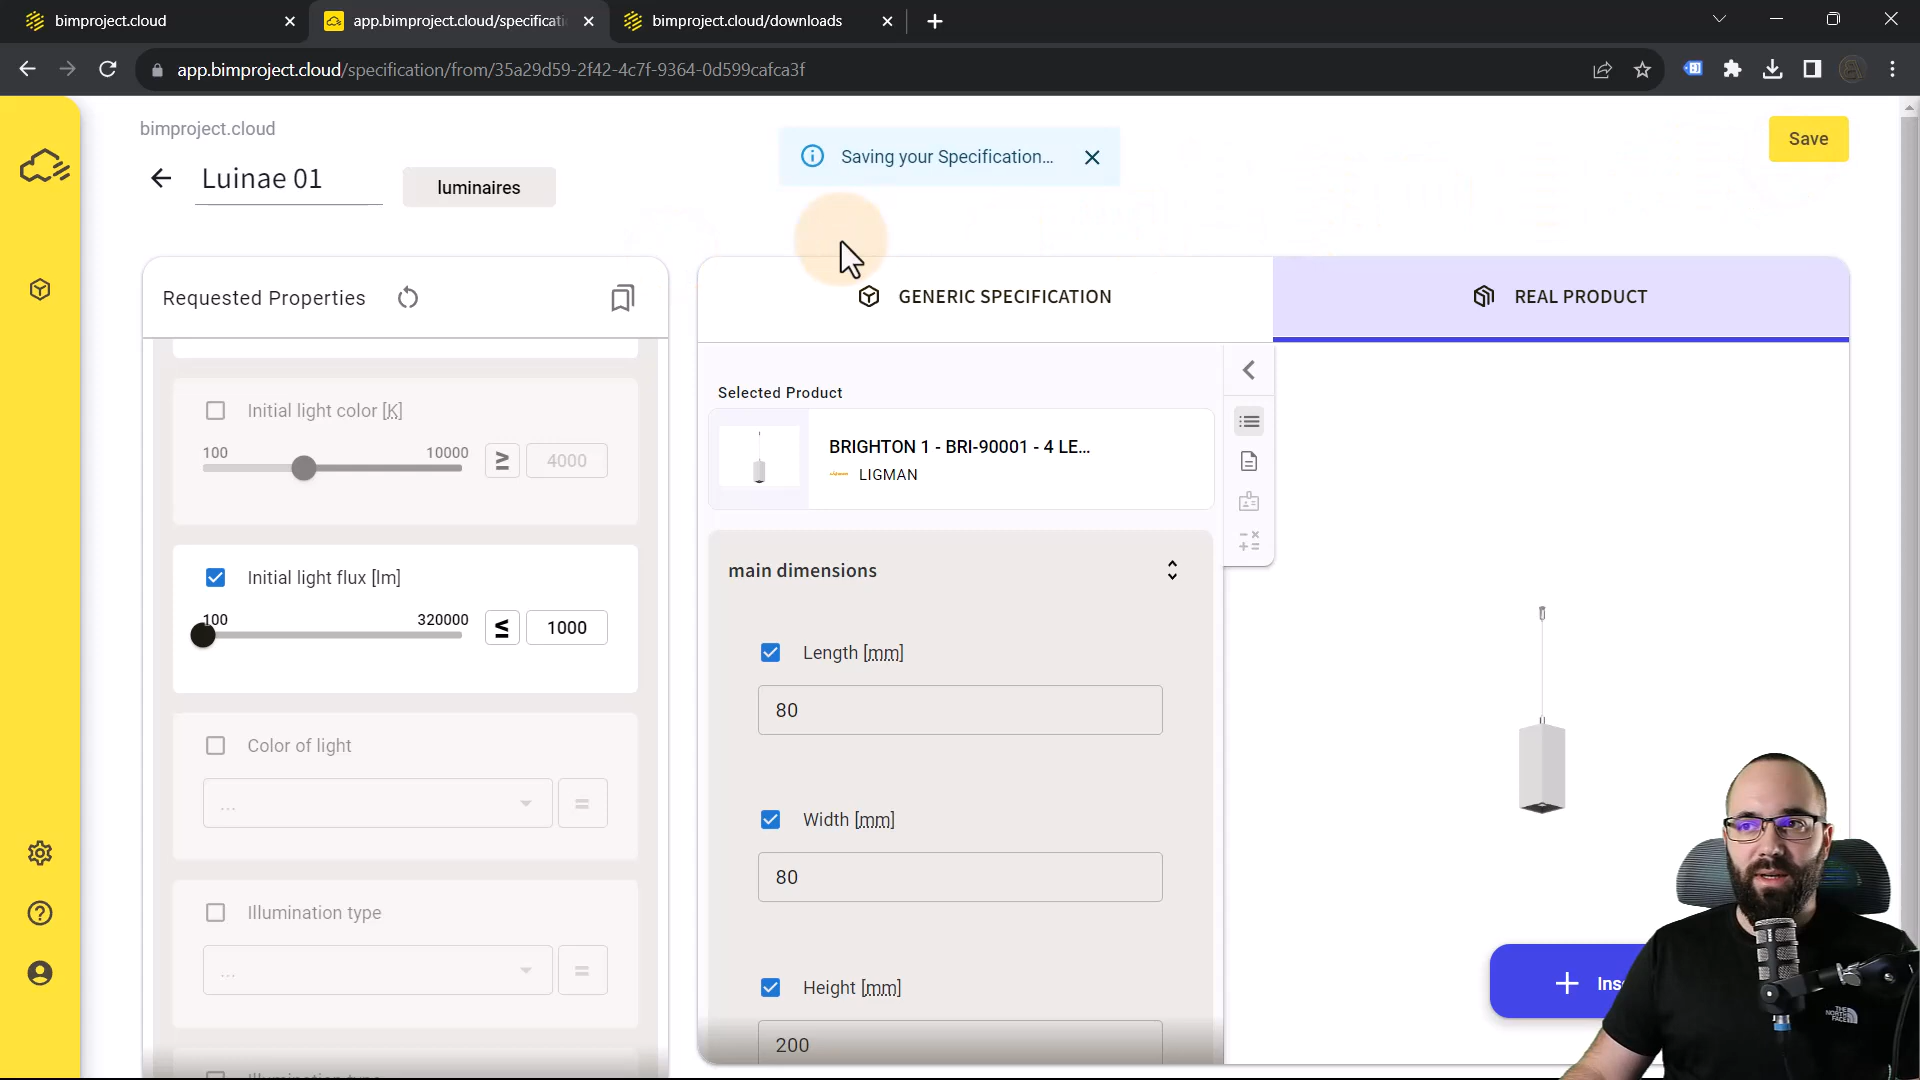 bimproject.cloud
app.bimproject.cloud/specificati
bimproject.cloud/downloads
app.bimproject.cloud/specification/from/35a29d59-2f42-4c7f-9364-0d599cafca3f
bimproject.cloud
Saving your Specification...
Save
Luinae 01
luminaires
Requested Properties
GENERIC SPECIFICATION
REAL PRODUCT
Initial light color [K]
100
10000
≥
4000
Initial light flux [lm]
100
320000
≤
1000
Color of light
...
=
Illumination type
...
=
Selected Product
BRIGHTON 1 - BRI-90001 - 4 LE...
LIGMAN
main dimensions
Length [mm]
80
Width [mm]
80
Height [mm]
200
+ Ins
THE
NORTH
FACE